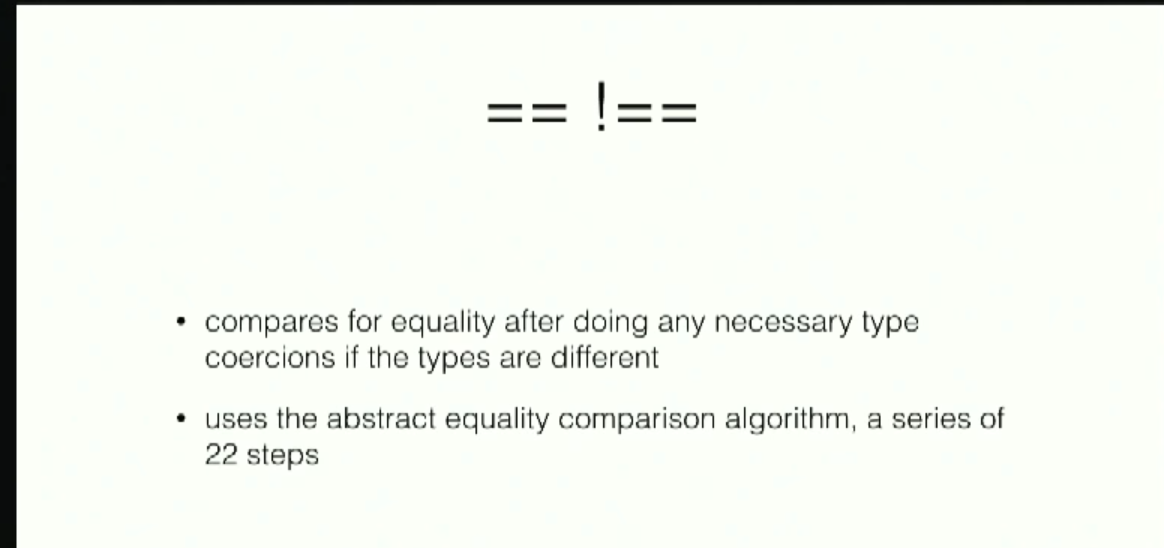 == !==
• compares for equality after doing any necessary type
coercions if the types are different
• uses the abstract equality comparison algorithm, a series of
22 steps